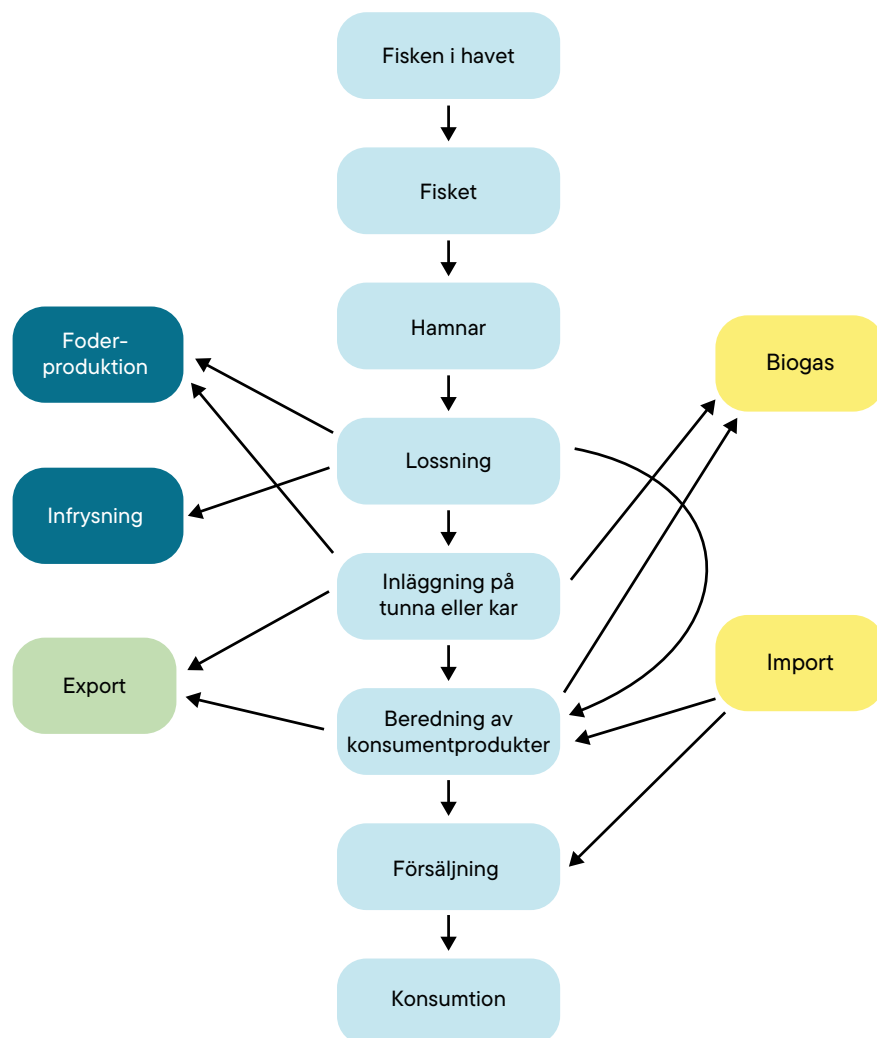 Fisken i havet
Fisket
Hamnar
Foder-
produktion
Biogas
Lossning
Infrysning
Inläggning på
tunna eller kar
Export
Import
Beredning av
konsumentprodukter
Försäljning
Konsumtion